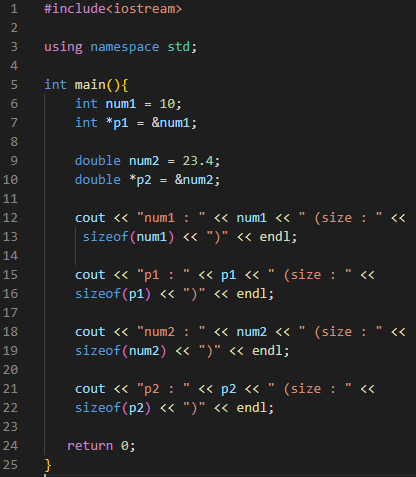 1 #include<iostream>
2
3 using namespace std;
4
5 int main(){
6     int num1 = 10;
7     int *p1 = &num1;
8
9     double num2 = 23.4;
10     double *p2 = &num2;
11
12     cout << "num1 : " << num1 << " (size : " <<
13      sizeof(num1) << ")" << endl;
14
15     cout << "p1 : " << p1 << " (size : " <<
16     sizeof(p1) << ")" << endl;
17
18     cout << "num2 : " << num2 << " (size : " <<
19     sizeof(num2) << ")" << endl;
20
21     cout << "p2 : " << p2 << " (size : " <<
22     sizeof(p2) << ")" << endl;
23
24    return 0;
25 }